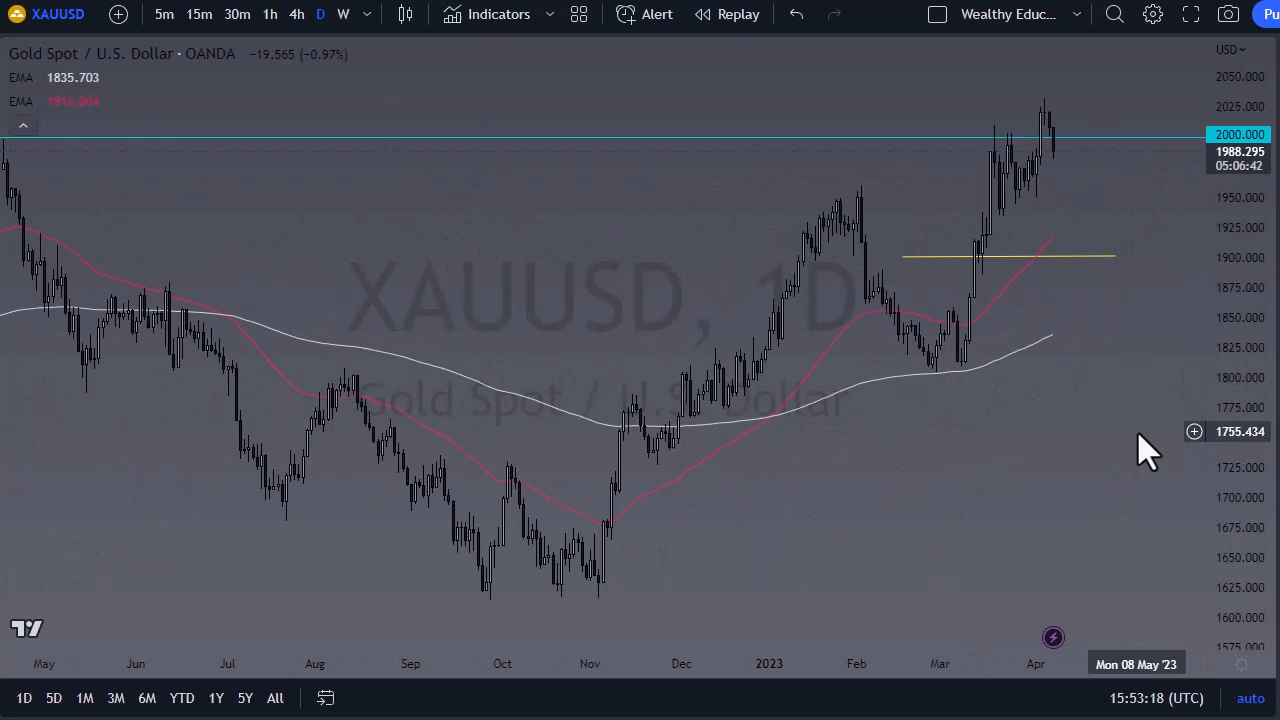 XAUUSD 5m 15m 30m 1h 4h D W Indicators Alert Replay Wealthy Educ... Pu
Gold Spot / U.S. Dollar · OANDA −19.565 (−0.97%) USD
EMA 1835.703
EMA 1916.004
2050.000
2025.000
2000.000
1988.295
05:06:42
1950.000
1925.000
1900.000
1875.000
1850.000
1825.000
1800.000
1775.000
1755.434
1725.000
1700.000
1675.000
1650.000
1625.000
1600.000
1575.000
XAUUSD, 1D
Gold Spot / U.S. Dollar
May Jun Jul Aug Sep Oct Nov Dec 2023 Feb Mar Apr Mon 08 May '23
1D 5D 1M 3M 6M YTD 1Y 5Y All 15:53:18 (UTC) auto